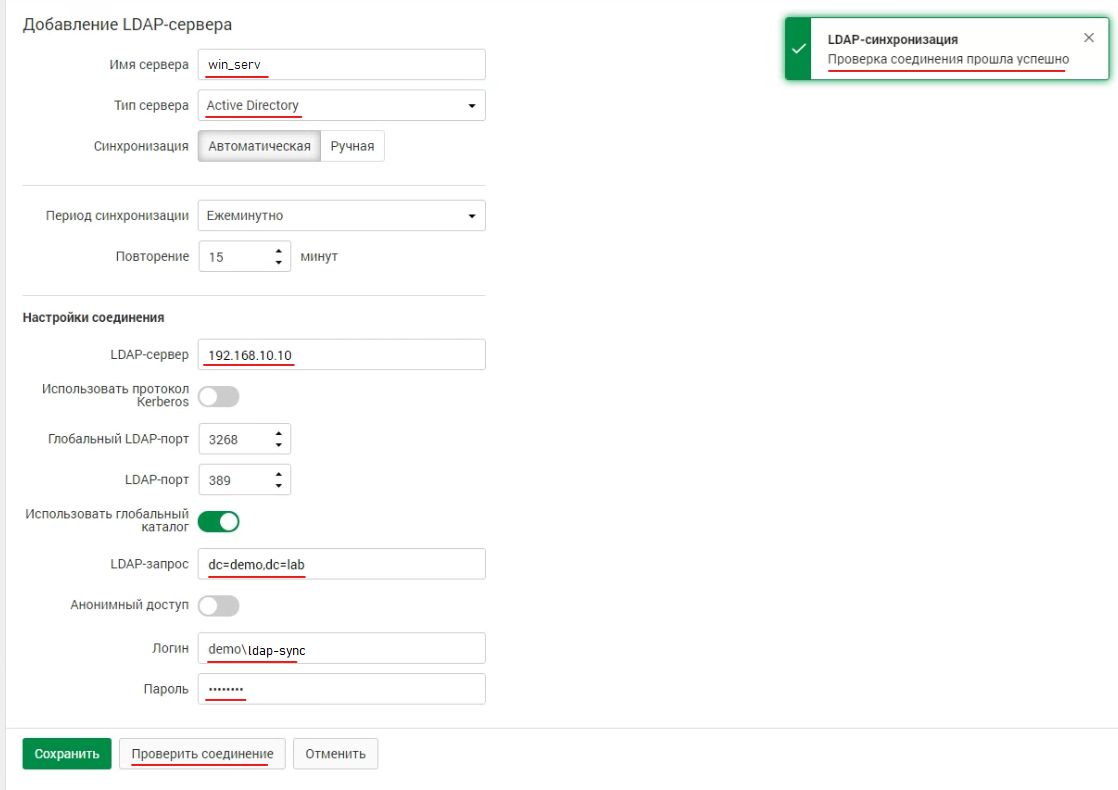 Добавление LDAP-сервера
LDAP-синхронизация
Проверка соединения прошла успешно
Имя сервера win_serv
Тип сервера Active Directory
Синхронизация Автоматическая Ручная
Период синхронизации Ежеминутно
Повторение 15 минут
Настройки соединения
LDAP-сервер 192.168.10.10
Использовать протокол
Kerberos
Глобальный LDAP-порт 3268
LDAP-порт 389
Использовать глобальный
каталог
LDAP-запрос dc=demo,dc=lab
Анонимный доступ
Логин demo\ldap-sync
Пароль ••••••••
Сохранить Проверить соединение Отменить